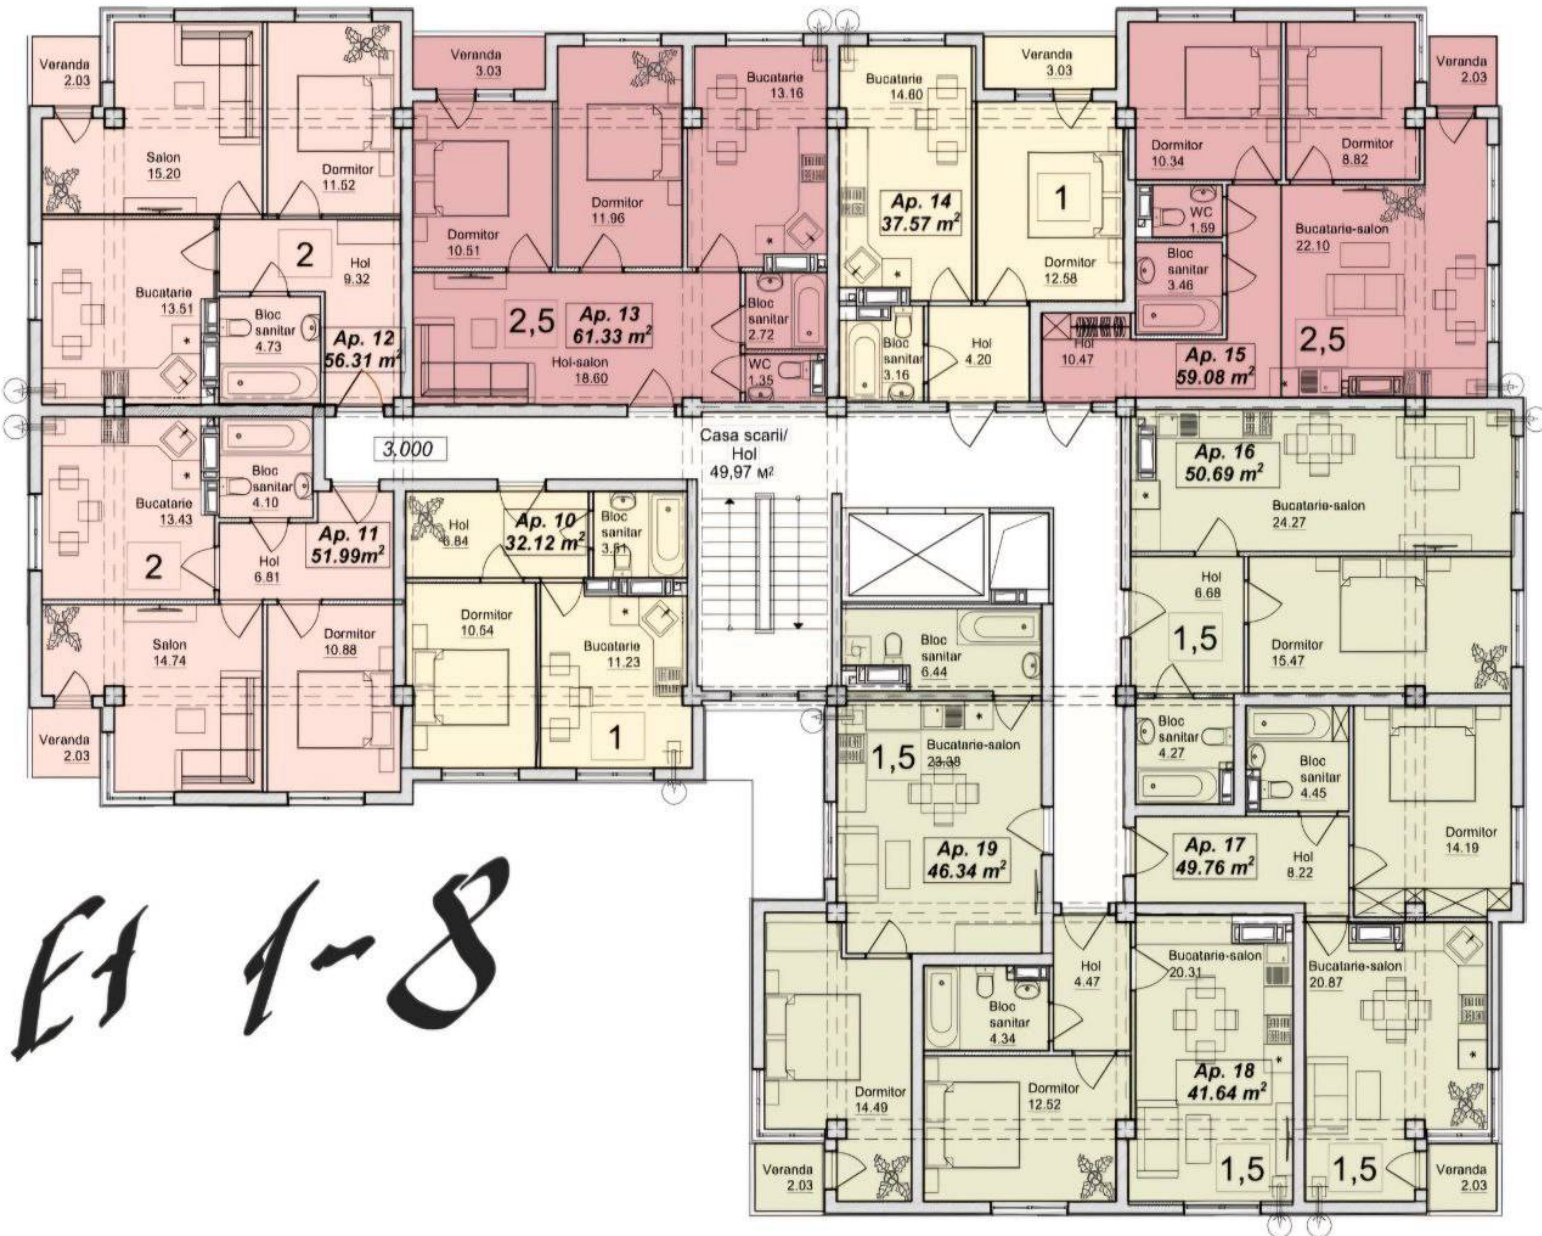 Veranda
2.03
Salon
15.20
Dormitor
11.52
Bucatarie
13.51
2
Hol
9.32
Bloc
sanitar
4.73
Ap. 12
56.31 m²
Veranda
3.03
Dormitor
10.51
Dormitor
11.96
Bucatarie
13.16
2,5
Ap. 13
61.33 m²
Hol-salon
18.60
Bloc
sanitar
2.72
WC
1.35
Bucatarie
14.60
Veranda
3.03
Ap. 14
37.57 m²
1
Dormitor
12.58
Bloc
sanitar
3.16
Hol
4.20
Dormitor
10.34
Dormitor
8.82
Veranda
2.03
WC
1.59
Bloc
sanitar
3.46
Bucatarie-salon
22.10
Hol
10.47
Ap. 15
59.08 m²
2,5
3.000
Casa scarii/
Hol
49,97 м²
Bucatarie
13.43
Bloc
sanitar
4.10
2
Hol
6.81
Ap. 11
51.99m²
Salon
14.74
Dormitor
10.88
Veranda
2.03
Hol
6.84
Ap. 10
32.12 m²
Bloc
sanitar
3.51
Dormitor
10.54
Bucatarie
11.23
1
Ap. 16
50.69 m²
Bucatarie-salon
24.27
Hol
6.68
1,5
Dormitor
15.47
Bloc
sanitar
4.27
Bloc
sanitar
6.44
1,5
Bucatarie-salon
23.38
Ap. 19
46.34 m²
Dormitor
14.49
Veranda
2.03
Bloc
sanitar
4.45
Dormitor
14.19
Ap. 17
49.76 m²
Hol
8.22
Bucatarie-salon
20.87
1,5
Veranda
2.03
Hol
4.47
Bloc
sanitar
4.34
Dormitor
12.52
Bucatarie-salon
20.31
Ap. 18
41.64 m²
1,5
Et 1-8